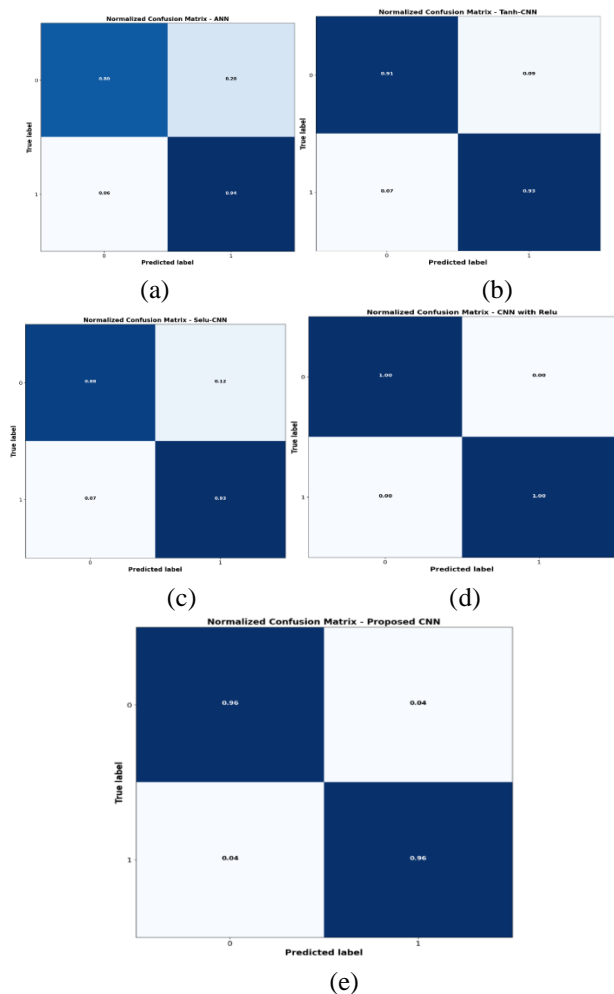 Normalized Confusion Matrix - ANN
0
0.80
0.20
True label
1
0.06
0.94
0
1
Predicted label
(a)
Normalized Confusion Matrix - Tanh-CNN
0
0.91
0.09
True label
1
0.07
0.93
0
1
Predicted label
(b)
Normalized Confusion Matrix - Selu-CNN
0
0.88
0.12
True label
1
0.07
0.93
0
1
Predicted label
(c)
Normalized Confusion Matrix - CNN with Relu
0
1.00
0.00
True label
1
0.00
1.00
0
1
Predicted label
(d)
Normalized Confusion Matrix - Proposed CNN
0
0.96
0.04
True label
1
0.04
0.96
0
1
Predicted label
(e)